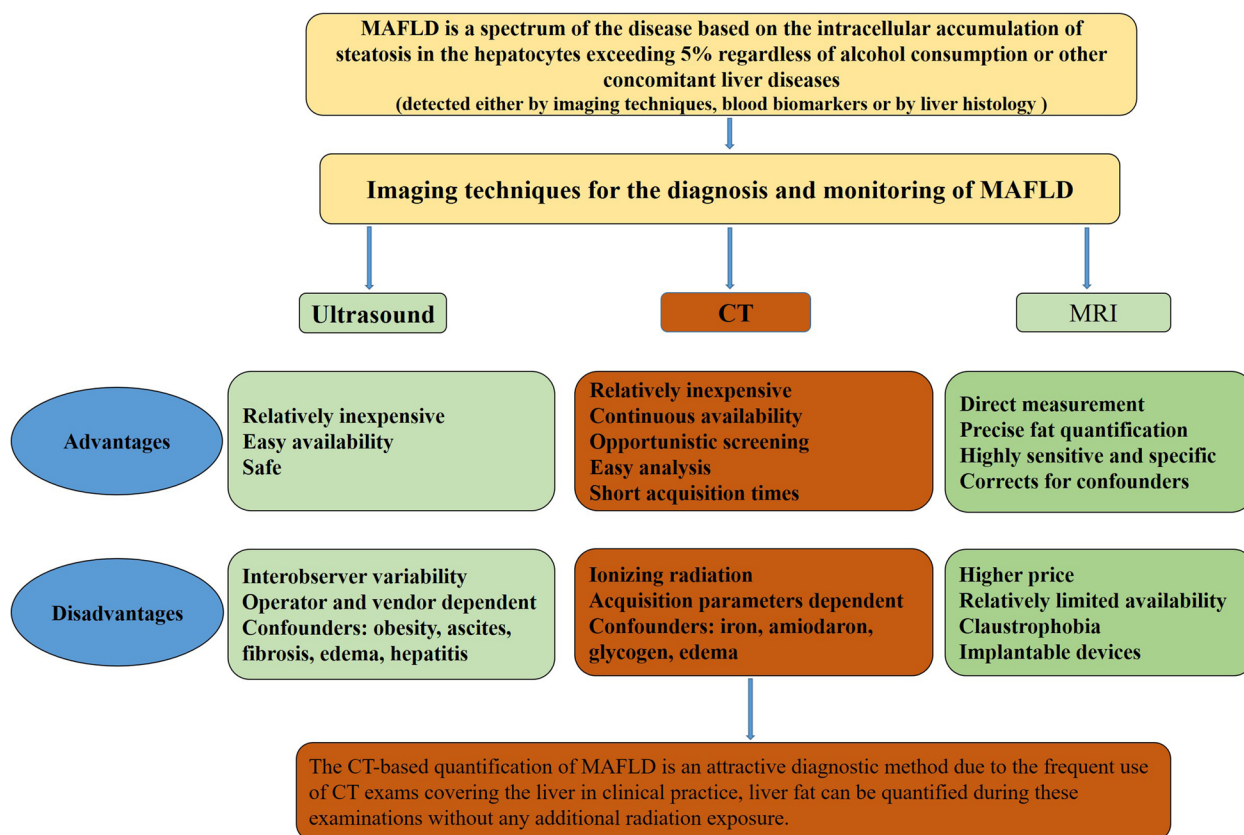 MAFLD is a spectrum of the disease based on the intracellular accumulation of
steatosis in the hepatocytes exceeding 5% regardless of alcohol consumption or other
concomitant liver diseases
(detected either by imaging techniques, blood biomarkers or by liver histology )
Imaging techniques for the diagnosis and monitoring of MAFLD
Ultrasound
CT
MRI
Advantages
Relatively inexpensive
Easy availability
Safe
Relatively inexpensive
Continuous availability
Opportunistic screening
Easy analysis
Short acquisition times
Direct measurement
Precise fat quantification
Highly sensitive and specific
Corrects for confounders
Disadvantages
Interobserver variability
Operator and vendor dependent
Confounders: obesity, ascites,
fibrosis, edema, hepatitis
Ionizing radiation
Acquisition parameters dependent
Confounders: iron, amiodaron,
glycogen, edema
Higher price
Relatively limited availability
Claustrophobia
Implantable devices
The CT-based quantification of MAFLD is an attractive diagnostic method due to the frequent use
of CT exams covering the liver in clinical practice, liver fat can be quantified during these
examinations without any additional radiation exposure.